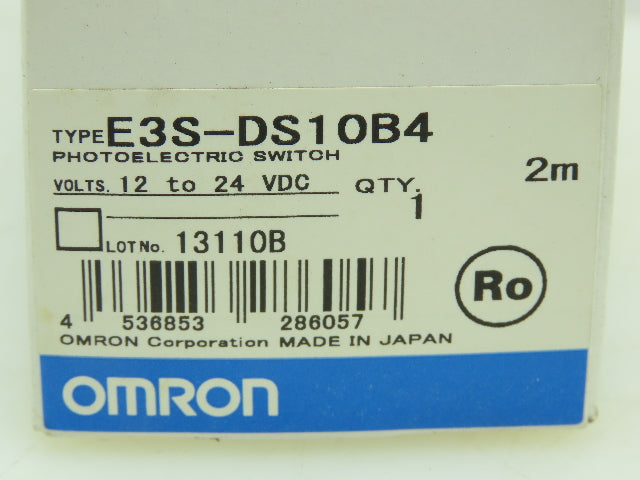 TYPE E3S-DS10B4
PHOTOELECTRIC SWITCH
2m
VOLTS. 12 to 24 VDC QTY.
1
LOT No. 13110B
Ro
4 536853 286057
OMRON Corporation MADE IN JAPAN
OMRON